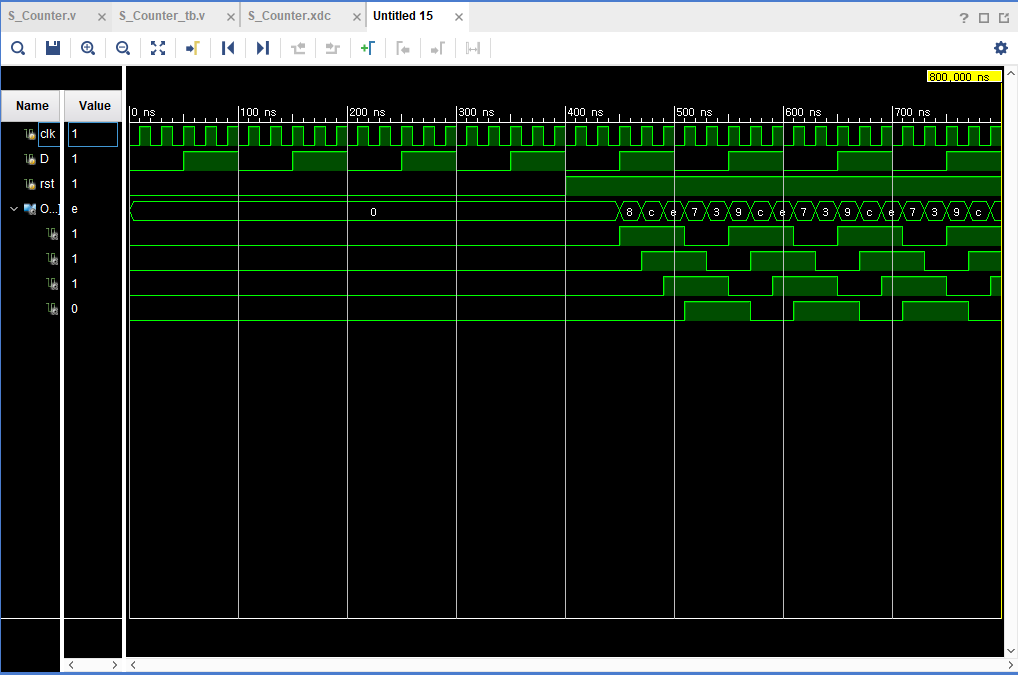 S_Counter.v × S_Counter_tb.v × S_Counter.xdc × Untitled 15 ×
?
800,000 ns
Name Value
0 ns 100 ns 200 ns 300 ns 400 ns 500 ns 600 ns 700 ns
clk 1
D 1
rst 1
O...] e 0 8 c e 7 3 9 c e 7 3 9 c e 7 3 9 c
1
1
1
0